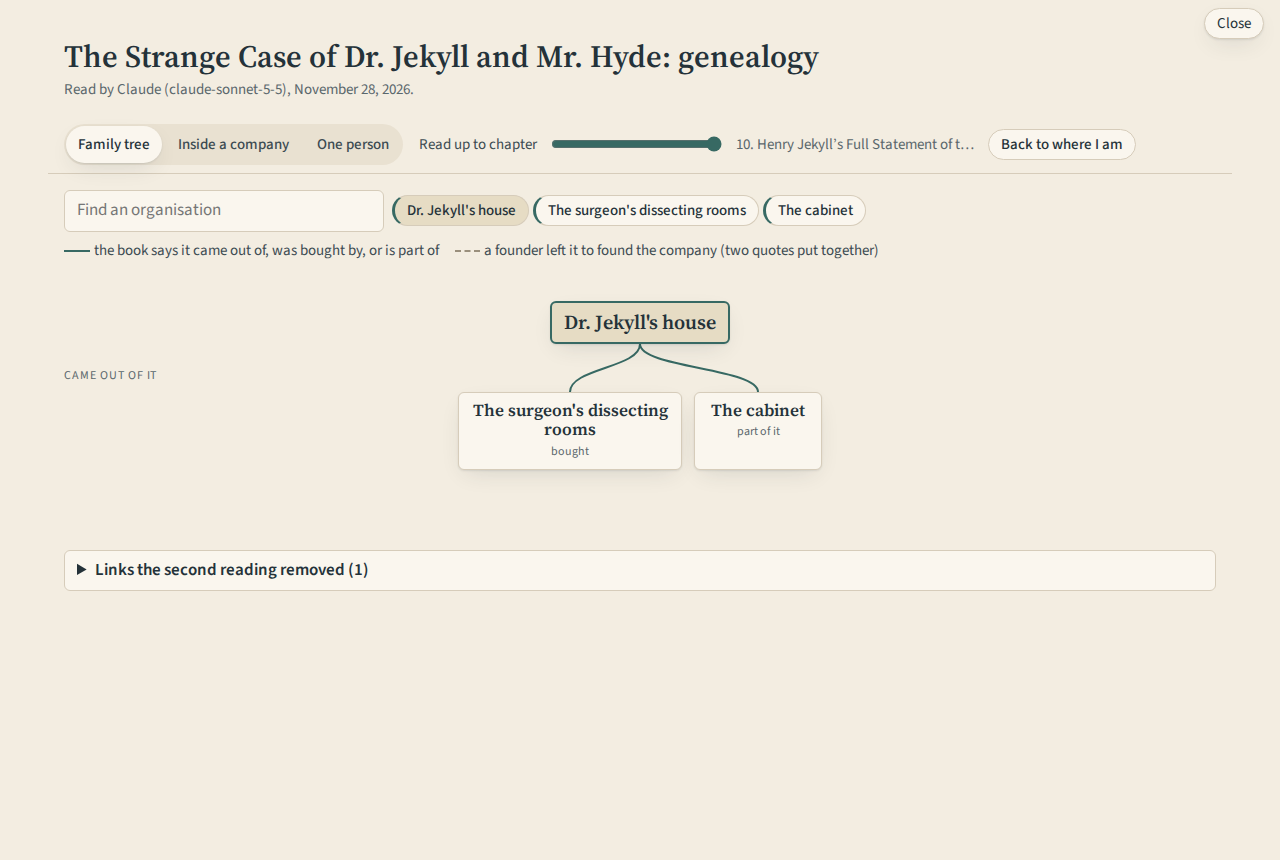 Close
The Strange Case of Dr. Jekyll and Mr. Hyde: genealogy
Read by Claude (claude-sonnet-5-5), November 28, 2026.
Family tree Inside a company One person Read up to chapter 10. Henry Jekyll’s Full Statement of t… Back to where I am
Find an organisation Dr. Jekyll's house The surgeon's dissecting rooms The cabinet
the book says it came out of, was bought by, or is part of a founder left it to found the company (two quotes put together)
Dr. Jekyll's house
CAME OUT OF IT
The surgeon's dissecting
rooms
bought
The cabinet
part of it
Links the second reading removed (1)